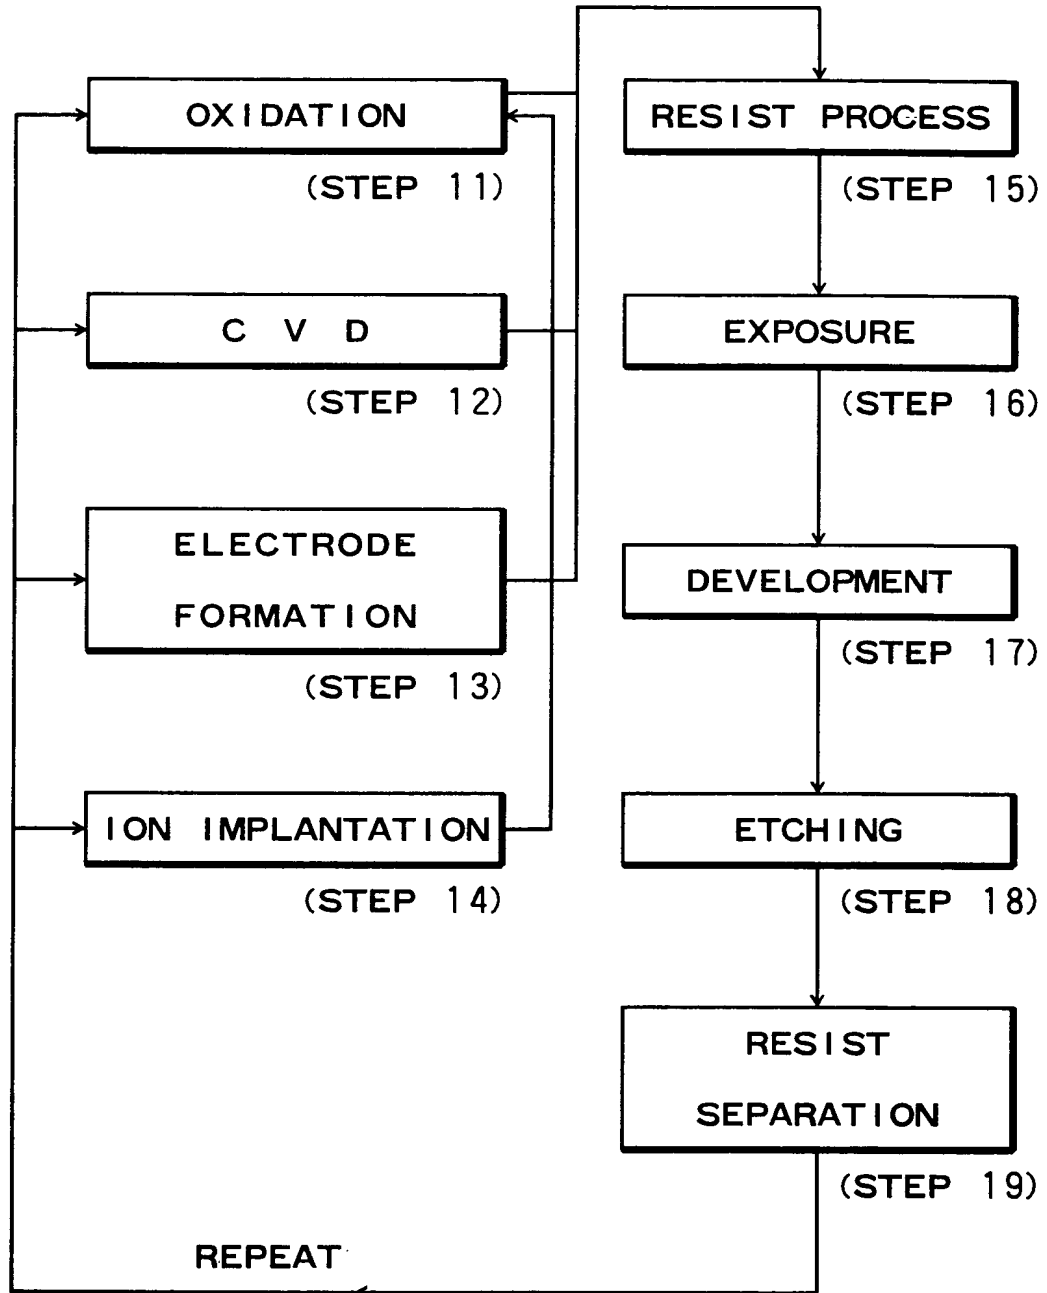 OXIDATION
(STEP 11)
C V D
(STEP 12)
ELECTRODE
FORMATION
(STEP 13)
ION IMPLANTATION
(STEP 14)
RESIST PROCESS
(STEP 15)
EXPOSURE
(STEP 16)
DEVELOPMENT
(STEP 17)
ETCHING
(STEP 18)
RESIST
SEPARATION
(STEP 19)
REPEAT